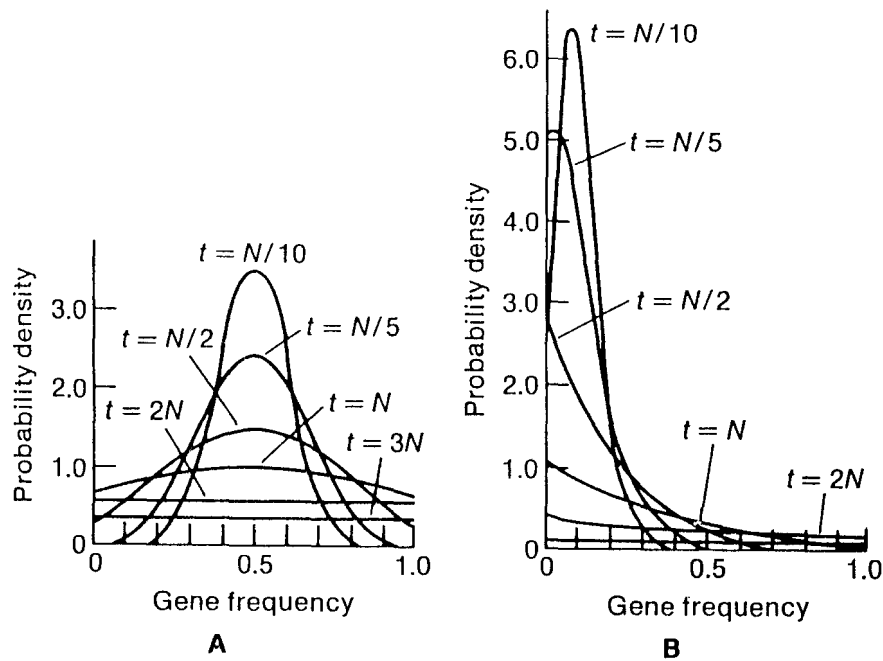 Probability density
3.0
2.0
1.0
0
t = N/10
t = N/5
t = N/2
t = N
t = 2N
t = 3N
0
0.5
1.0
Gene frequency
A
Probability density
6.0
5.0
4.0
3.0
2.0
1.0
0
t = N/10
t = N/5
t = N/2
t = N
t = 2N
0
0.5
1.0
Gene frequency
B